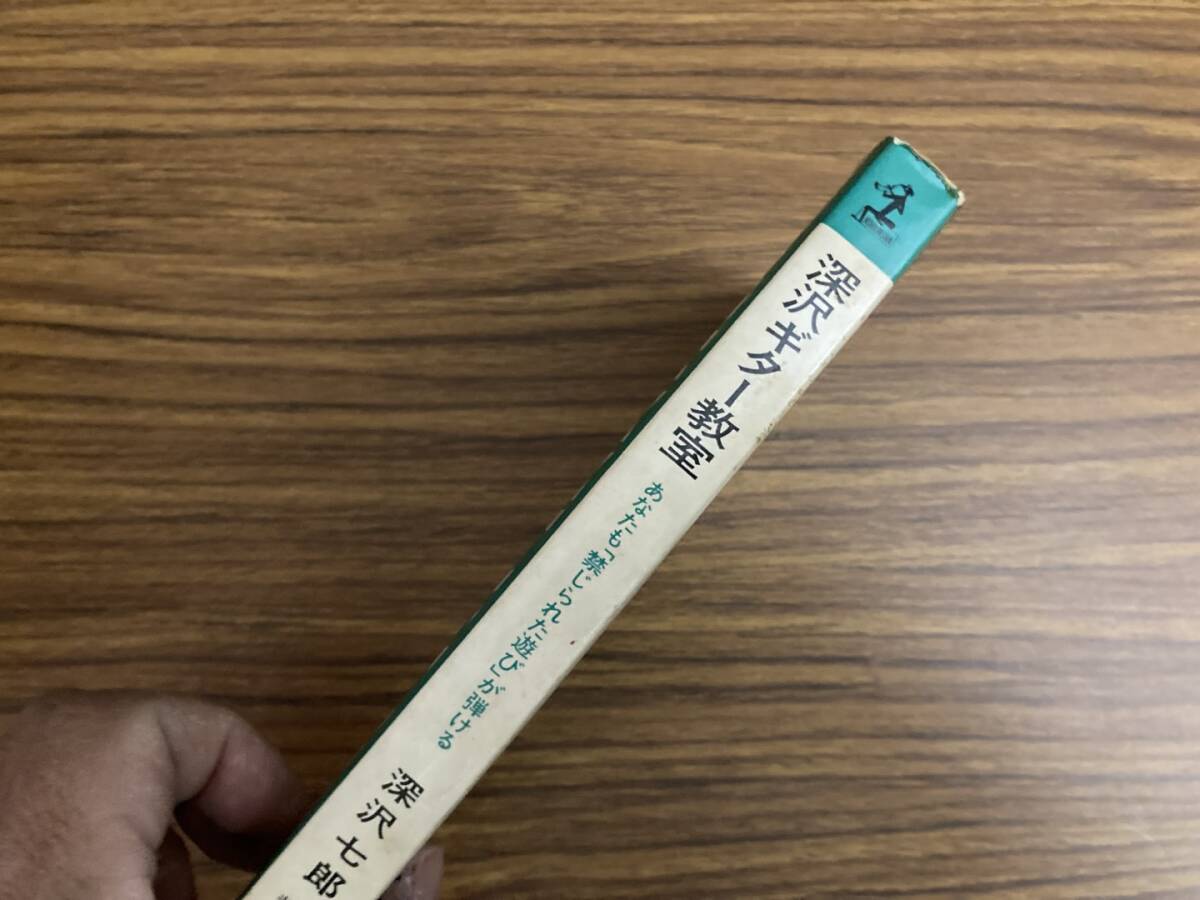 深沢ギター教室
あなたも「禁じられた遊び」が弾ける
深沢七郎